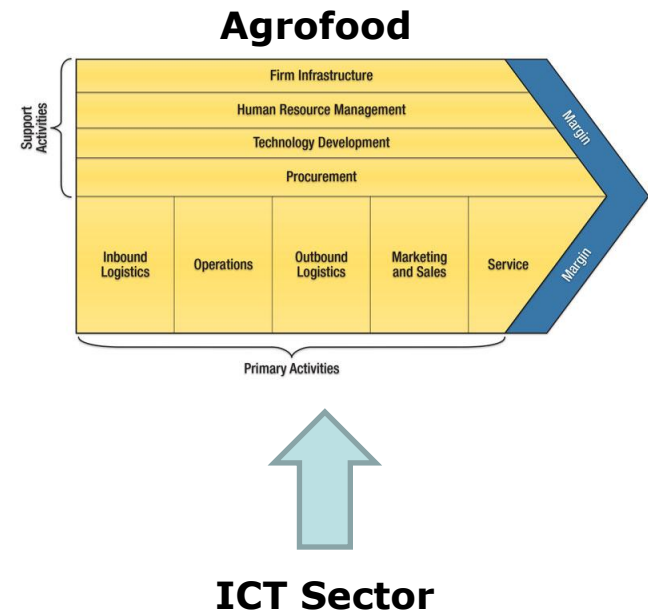 Agrofood
Support
Activities
Firm Infrastructure
Human Resource Management
Technology Development
Procurement
Margin
Inbound
Logistics
Operations
Outbound
Logistics
Marketing
and Sales
Service
Margin
Primary Activities
ICT Sector